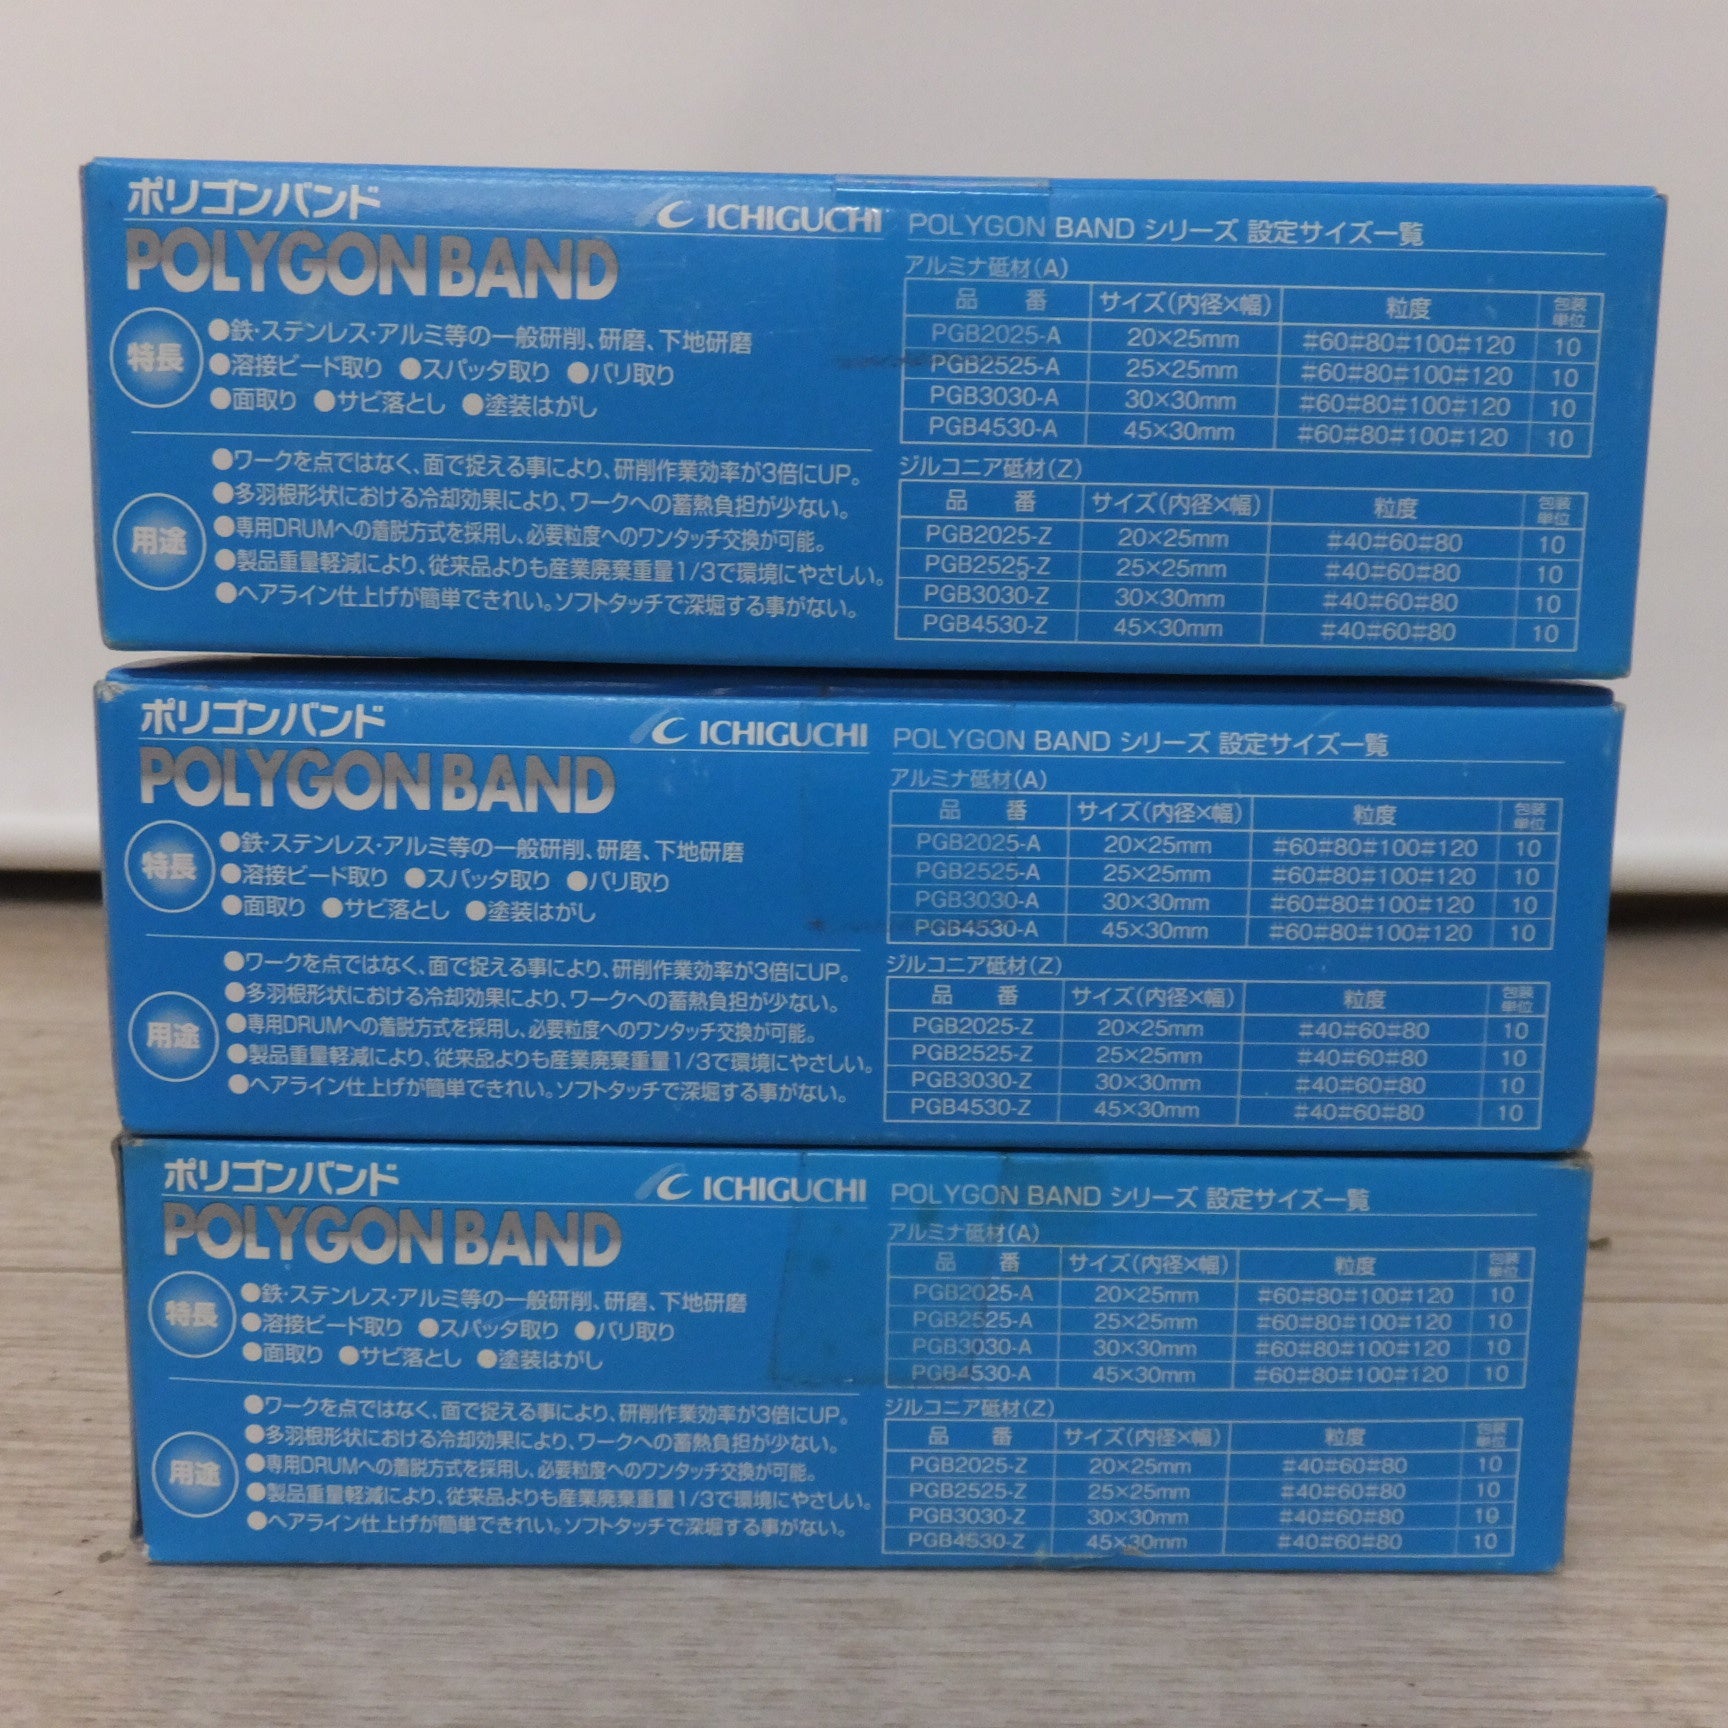 ポリゴンバンド
ICHIGUCHI
POLYGON BAND
特長
●鉄・ステンレス・アルミ等の一般研削、研磨、下地研磨
●溶接ビード取り ●スパッタ取り ●バリ取り
●面取り ●サビ落とし ●塗装はがし
用途
●ワークを点ではなく、面で捉える事により、研削作業効率が3倍にUP。
●多羽根形状における冷却効果により、ワークへの蓄熱負担が少ない。
●専用DRUMへの着脱方式を採用し、必要粒度へのワンタッチ交換が可能。
●製品重量軽減により、従来品よりも産業廃棄重量1/3で環境にやさしい。
●ヘアライン仕上げが簡単できれい。ソフトタッチで深堀する事がない。
POLYGON BAND シリーズ 設定サイズ一覧
アルミナ砥材(A)
品 番 サイズ(内径×幅) 粒度 包装単位
PGB2025-A 20×25mm #60#80#100#120 10
PGB2525-A 25×25mm #60#80#100#120 10
PGB3030-A 30×30mm #60#80#100#120 10
PGB4530-A 45×30mm #60#80#100#120 10
ジルコニア砥材(Z)
品 番 サイズ(内径×幅) 粒度 包装単位
PGB2025-Z 20×25mm #40#60#80 10
PGB2525-Z 25×25mm #40#60#80 10
PGB3030-Z 30×30mm #40#60#80 10
PGB4530-Z 45×30mm #40#60#80 10
ポリゴンバンド
ICHIGUCHI
POLYGON BAND
特長
●鉄・ステンレス・アルミ等の一般研削、研磨、下地研磨
●溶接ビード取り ●スパッタ取り ●バリ取り
●面取り ●サビ落とし ●塗装はがし
用途
●ワークを点ではなく、面で捉える事により、研削作業効率が3倍にUP。
●多羽根形状における冷却効果により、ワークへの蓄熱負担が少ない。
●専用DRUMへの着脱方式を採用し、必要粒度へのワンタッチ交換が可能。
●製品重量軽減により、従来品よりも産業廃棄重量1/3で環境にやさしい。
●ヘアライン仕上げが簡単できれい。ソフトタッチで深堀する事がない。
POLYGON BAND シリーズ 設定サイズ一覧
アルミナ砥材(A)
品 番 サイズ(内径×幅) 粒度 包装単位
PGB2025-A 20×25mm #60#80#100#120 10
PGB2525-A 25×25mm #60#80#100#120 10
PGB3030-A 30×30mm #60#80#100#120 10
PGB4530-A 45×30mm #60#80#100#120 10
ジルコニア砥材(Z)
品 番 サイズ(内径×幅) 粒度 包装単位
PGB2025-Z 20×25mm #40#60#80 10
PGB2525-Z 25×25mm #40#60#80 10
PGB3030-Z 30×30mm #40#60#80 10
PGB4530-Z 45×30mm #40#60#80 10
ポリゴンバンド
ICHIGUCHI
POLYGON BAND
特長
●鉄・ステンレス・アルミ等の一般研削、研磨、下地研磨
●溶接ビード取り ●スパッタ取り ●バリ取り
●面取り ●サビ落とし ●塗装はがし
用途
●ワークを点ではなく、面で捉える事により、研削作業効率が3倍にUP。
●多羽根形状における冷却効果により、ワークへの蓄熱負担が少ない。
●専用DRUMへの着脱方式を採用し、必要粒度へのワンタッチ交換が可能。
●製品重量軽減により、従来品よりも産業廃棄重量1/3で環境にやさしい。
●ヘアライン仕上げが簡単できれい。ソフトタッチで深堀する事がない。
POLYGON BAND シリーズ 設定サイズ一覧
アルミナ砥材(A)
品 番 サイズ(内径×幅) 粒度 包装単位
PGB2025-A 20×25mm #60#80#100#120 10
PGB2525-A 25×25mm #60#80#100#120 10
PGB3030-A 30×30mm #60#80#100#120 10
PGB4530-A 45×30mm #60#80#100#120 10
ジルコニア砥材(Z)
品 番 サイズ(内径×幅) 粒度 包装単位
PGB2025-Z 20×25mm #40#60#80 10
PGB2525-Z 25×25mm #40#60#80 10
PGB3030-Z 30×30mm #40#60#80 10
PGB4530-Z 45×30mm #40#60#80 10